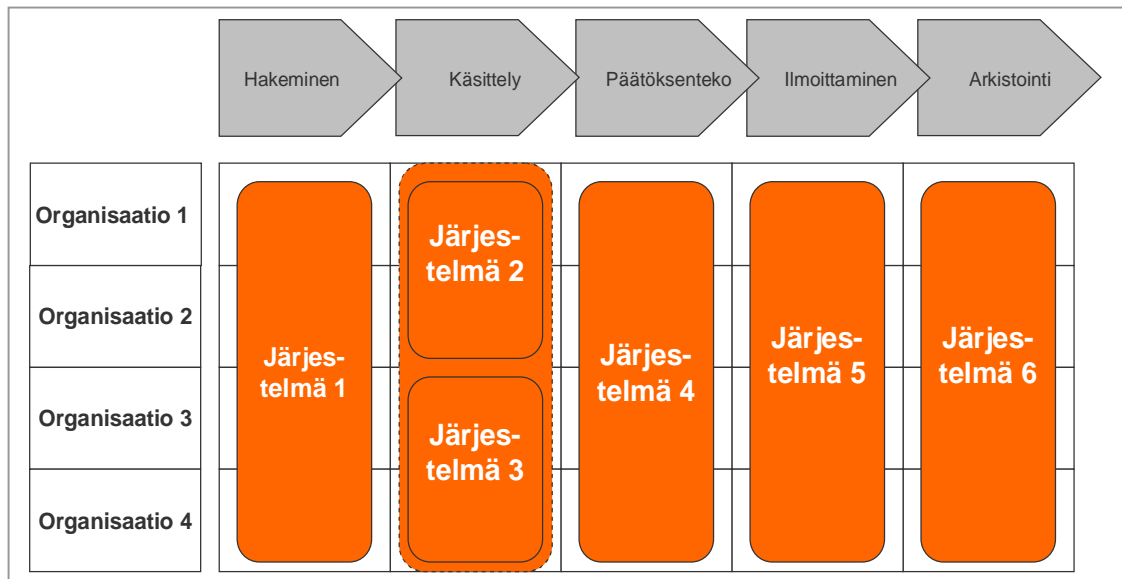 Hakeminen
Käsittely
Päätöksenteko
Ilmoittaminen
Arkistointi
Organisaatio 1
Organisaatio 2
Organisaatio 3
Organisaatio 4
Järjes-
telmä 1
Järjes-
telmä 2
Järjes-
telmä 3
Järjes-
telmä 4
Järjes-
telmä 5
Järjes-
telmä 6